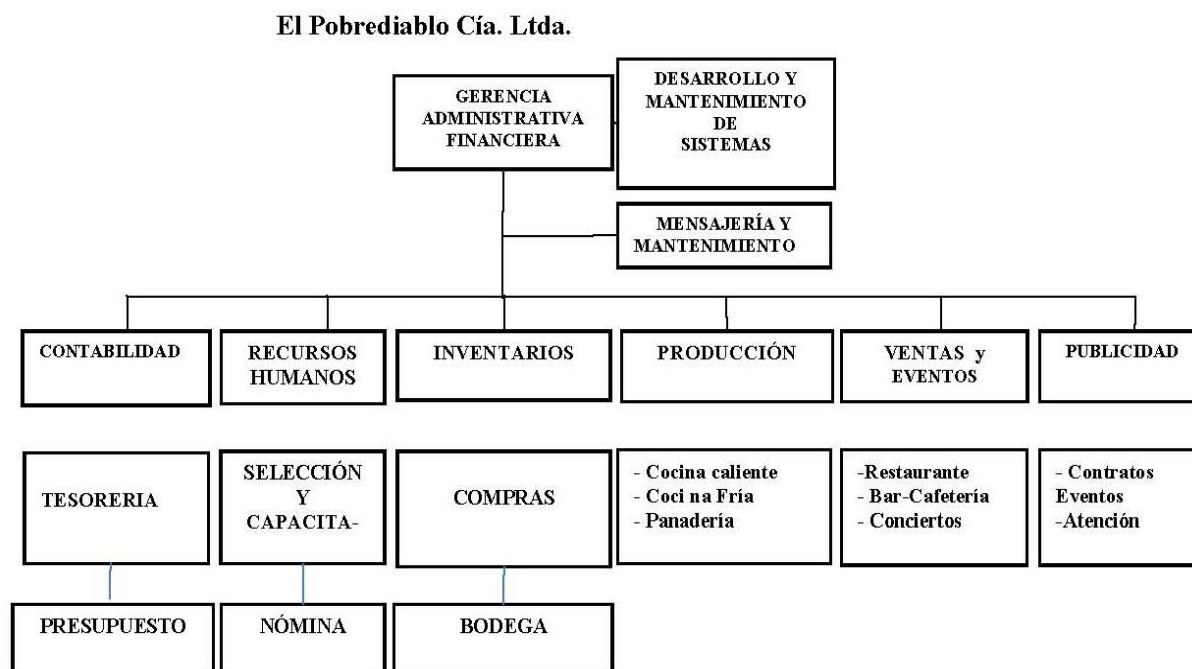 El Pobrediablo Cía. Ltda.
GERENCIA
ADMINISTRATIVA
FINANCIERA
DESARROLLO Y
MANTENIMIENTO
DE
SISTEMAS
MENSAJERÍA Y
MANTENIMIENTO
CONTABILIDAD
RECURSOS
HUMANOS
INVENTARIOS
PRODUCCIÓN
VENTAS y
EVENTOS
PUBLICIDAD
TESORERIA
SELECCIÓN
Y
CAPACITA-
COMPRAS
- Cocina caliente
- Coci na Fría
- Panadería
-Restaurante
- Bar-Cafetería
- Conciertos
- Contratos
Eventos
-Atención
PRESUPUESTO
NÓMINA
BODEGA